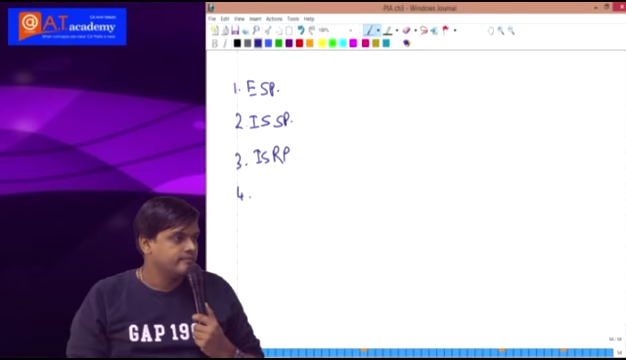 @A.T.
academy
PIA ch3 - Windows Journal
File Edit View Insert Actions Tools Help
100%
B
1. ESP.
2. ISSP.
3. ISRP
4.
GAP 19